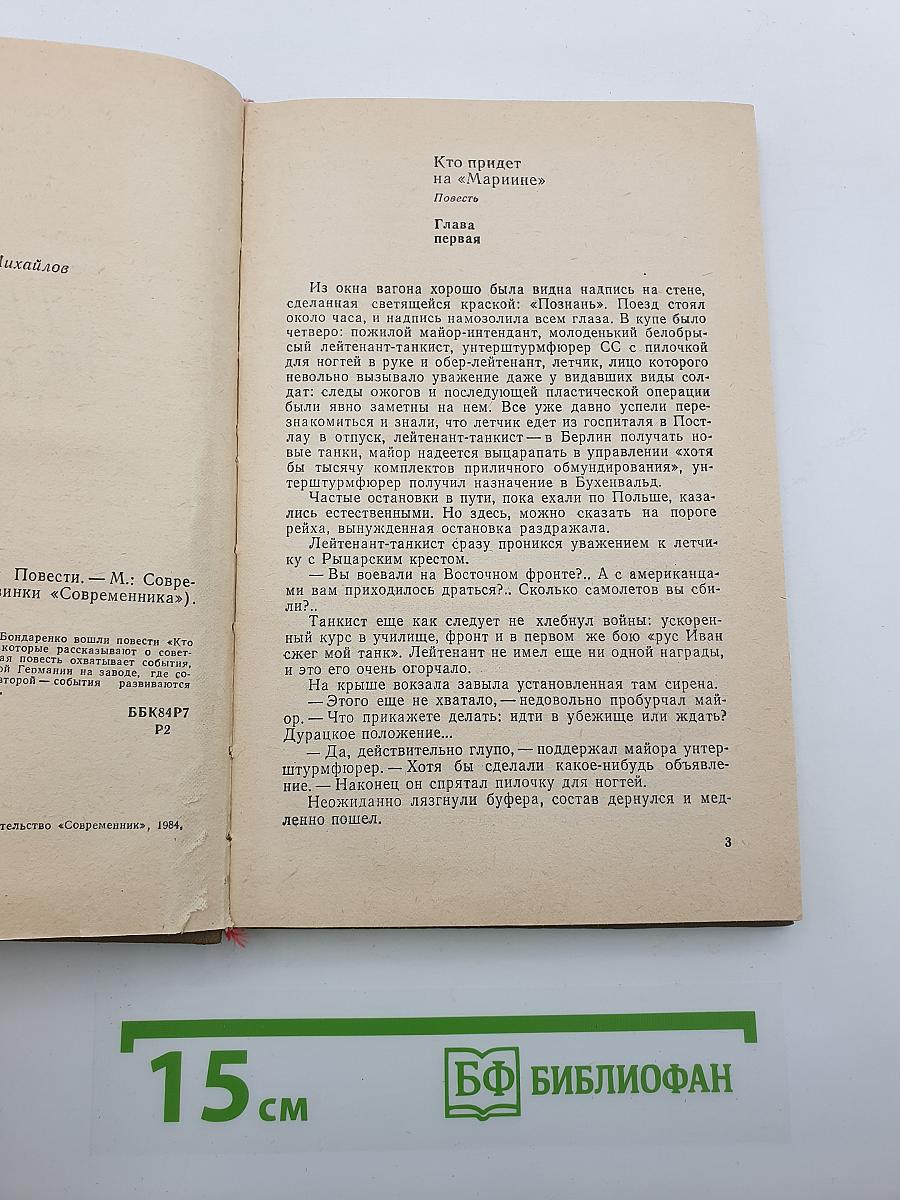 Михайлов
Повести. — М.: Совре-
винки «Современника»).
Бондаренко вошли повести «Кто
которые рассказывают о совет-
ая повесть охватывает события,
ой Германии на заводе, где со-
второй — события развиваются
ББК84Р7
Р2
тельство «Современник», 1984.
Кто придет
на «Мариине»
Повесть
Глава
первая
Из окна вагона хорошо была видна надпись на стене,
сделанная светящейся краской: «Познань». Поезд стоял
около часа, и надпись намозолила всем глаза. В купе было
четверо: пожилой майор-интендант, молоденький белобры-
сый лейтенант-танкист, унтерштурмфюрер СС с пилочкой
для ногтей в руке и обер-лейтенант, летчик, лицо которого
невольно вызывало уважение даже у видавших виды сол-
дат: следы ожогов и последующей пластической операции
были явно заметны на нем. Все уже давно успели пере-
знакомиться и знали, что летчик едет из госпиталя в Пост-
лау в отпуск, лейтенант-танкист — в Берлин получать но-
вые танки, майор надеется выцарапать в управлении «хотя
бы тысячу комплектов приличного обмундирования», ун-
терштурмфюрер получил назначение в Бухенвальд.
Частые остановки в пути, пока ехали по Польше, каза-
лись естественными. Но здесь, можно сказать на пороге
рейха, вынужденная остановка раздражала.
Лейтенант-танкист сразу проникся уважением к летчи-
ку с Рыцарским крестом.
— Вы воевали на Восточном фронте?.. А с американца-
ми вам приходилось драться?.. Сколько самолетов вы сби-
ли?..
Танкист еще как следует не хлебнул войны: ускорен-
ный курс в училище, фронт и в первом же бою «рус Иван
сжег мой танк». Лейтенант не имел еще ни одной награды,
и это его очень огорчало.
На крыше вокзала завыла установленная там сирена.
— Этого еще не хватало, — недовольно пробурчал май-
ор. — Что прикажете делать: идти в убежище или ждать?
Дурацкое положение...
— Да, действительно глупо, — поддержал майора унтер-
штурмфюрер. — Хотя бы сделали какое-нибудь объявле-
ние. — Наконец он спрятал пилочку для ногтей.
Неожиданно лязгнули буфера, состав дернулся и мед-
ленно пошел.
3
15 см
БФ БИБЛИОФАН